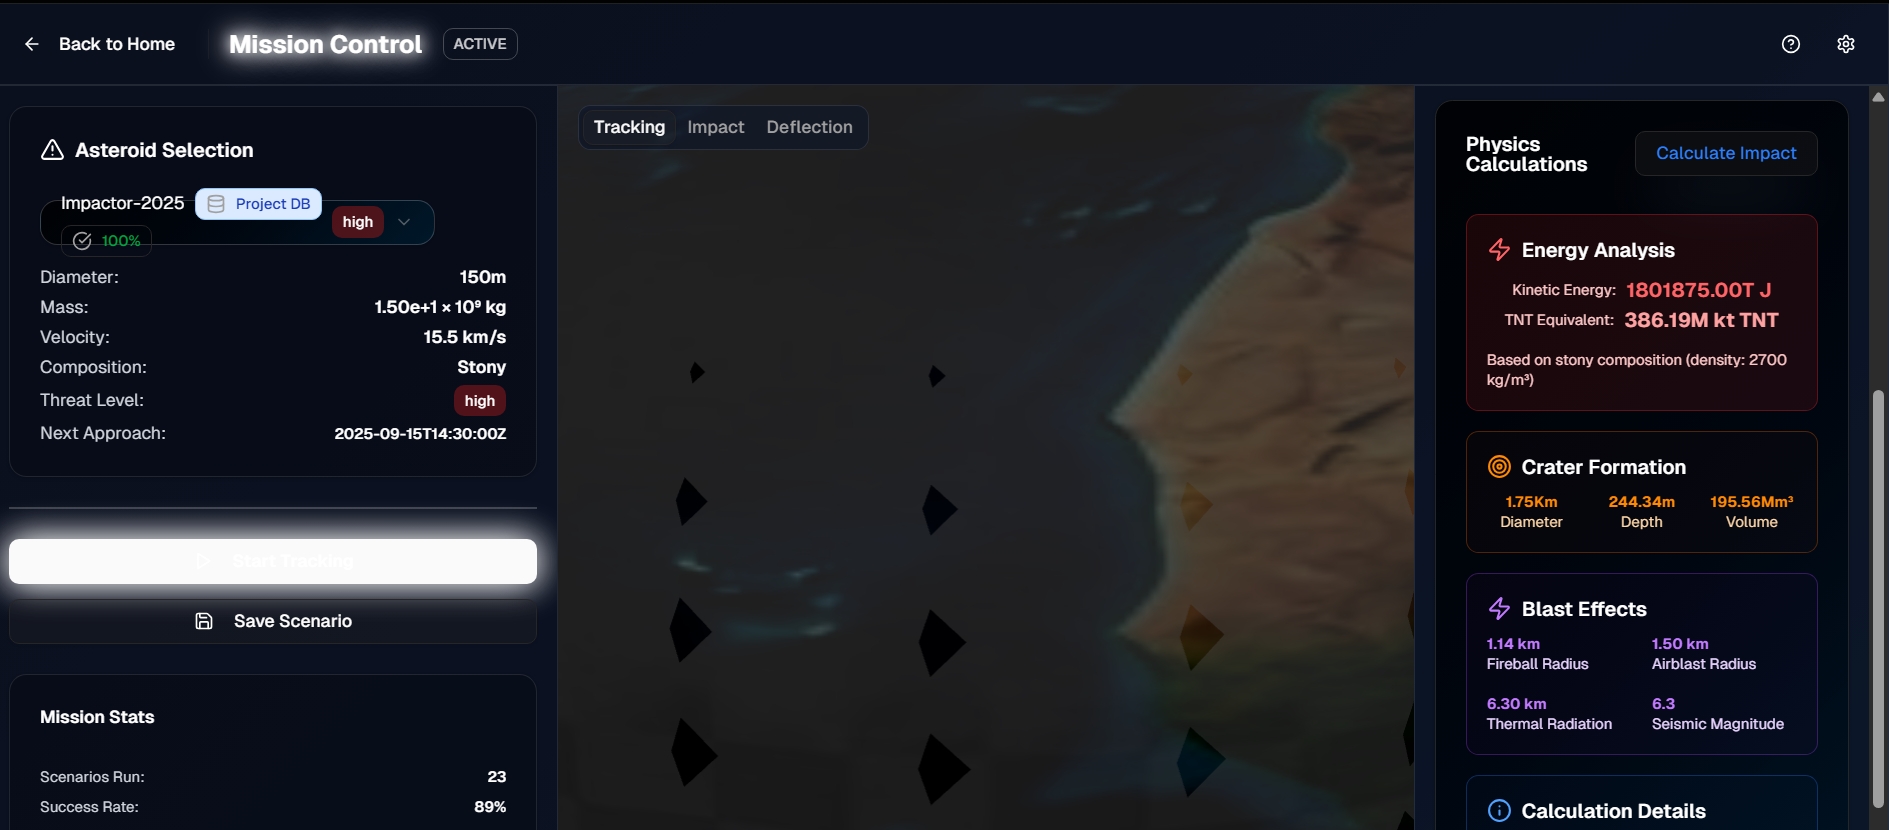 Back to Home
Mission Control
ACTIVE
Asteroid Selection
Impactor-2025
Project DB
high
100%
Diameter: 150m
Mass: 1.50e+1 × 10⁹ kg
Velocity: 15.5 km/s
Composition: Stony
Threat Level: high
Next Approach: 2025-09-15T14:30:00Z
Start Tracking
Save Scenario
Mission Stats
Scenarios Run: 23
Success Rate: 89%
Tracking Impact Deflection
Physics
Calculations
Calculate Impact
Energy Analysis
Kinetic Energy: 1801875.00T J
TNT Equivalent: 386.19M kt TNT
Based on stony composition (density: 2700
kg/m³)
Crater Formation
1.75Km 244.34m 195.56Mm³
Diameter Depth Volume
Blast Effects
1.14 km 1.50 km
Fireball Radius Airblast Radius
6.30 km 6.3
Thermal Radiation Seismic Magnitude
Calculation Details